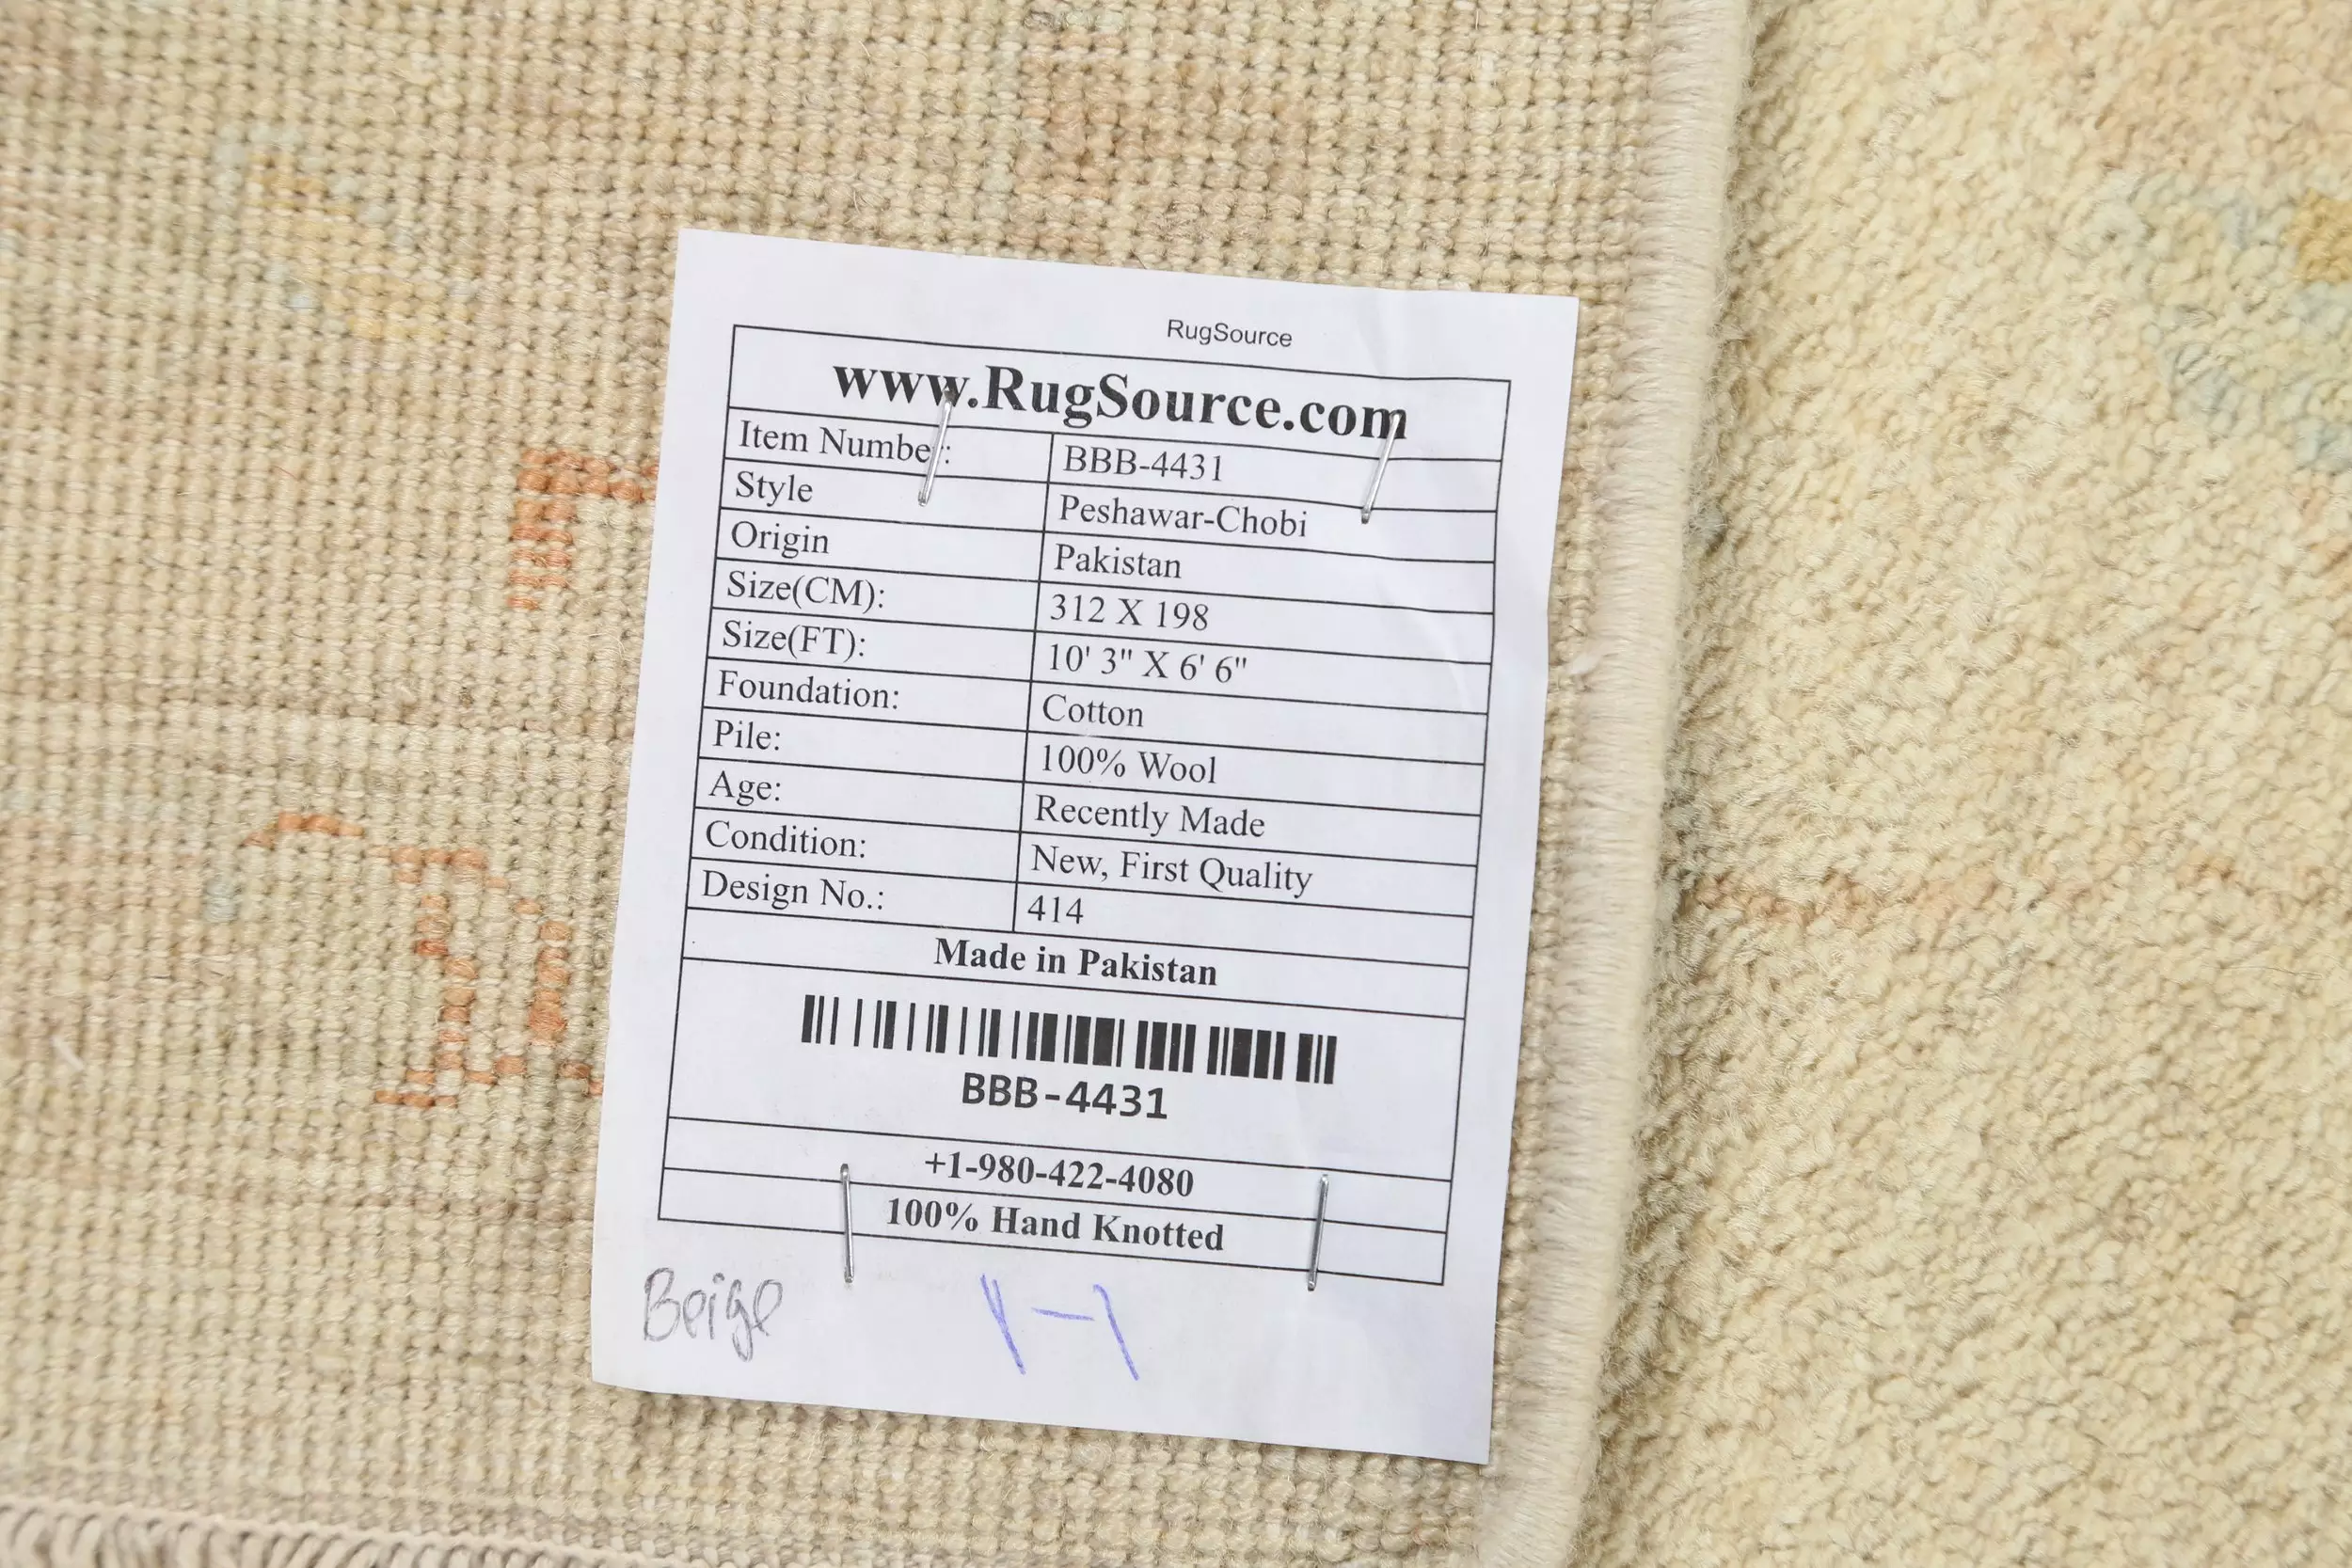 RugSource
www.RugSource.com
Item Number: BBB-4431
Style Peshawar-Chobi
Origin Pakistan
Size(CM): 312 X 198
Size(FT): 10' 3" X 6' 6"
Foundation: Cotton
Pile: 100% Wool
Age: Recently Made
Condition: New, First Quality
Design No.: 414
Made in Pakistan
BBB-4431
+1-980-422-4080
100% Hand Knotted
Beige 1-1